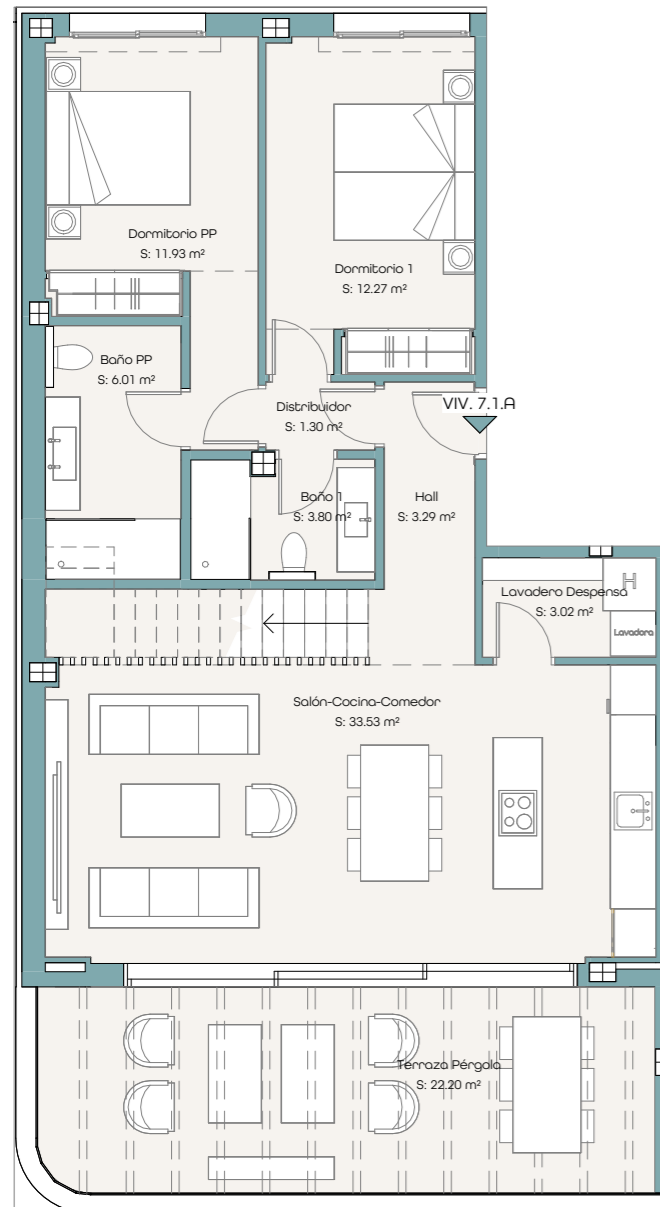 Dormitorio PP
S: 11.93 m²
Dormitorio 1
S: 12.27 m²
Baño PP
S: 6.01 m²
Distribuidor
S: 1.30 m²
VIV. 7.1.A
Baño 1
S: 3.80 m²
Hall
S: 3.29 m²
H
Lavadero Despensa
S: 3.02 m²
Lavadora
Salón-Cocina-Comedor
S: 33.53 m²
Terraza Pérgola
S: 22.20 m²